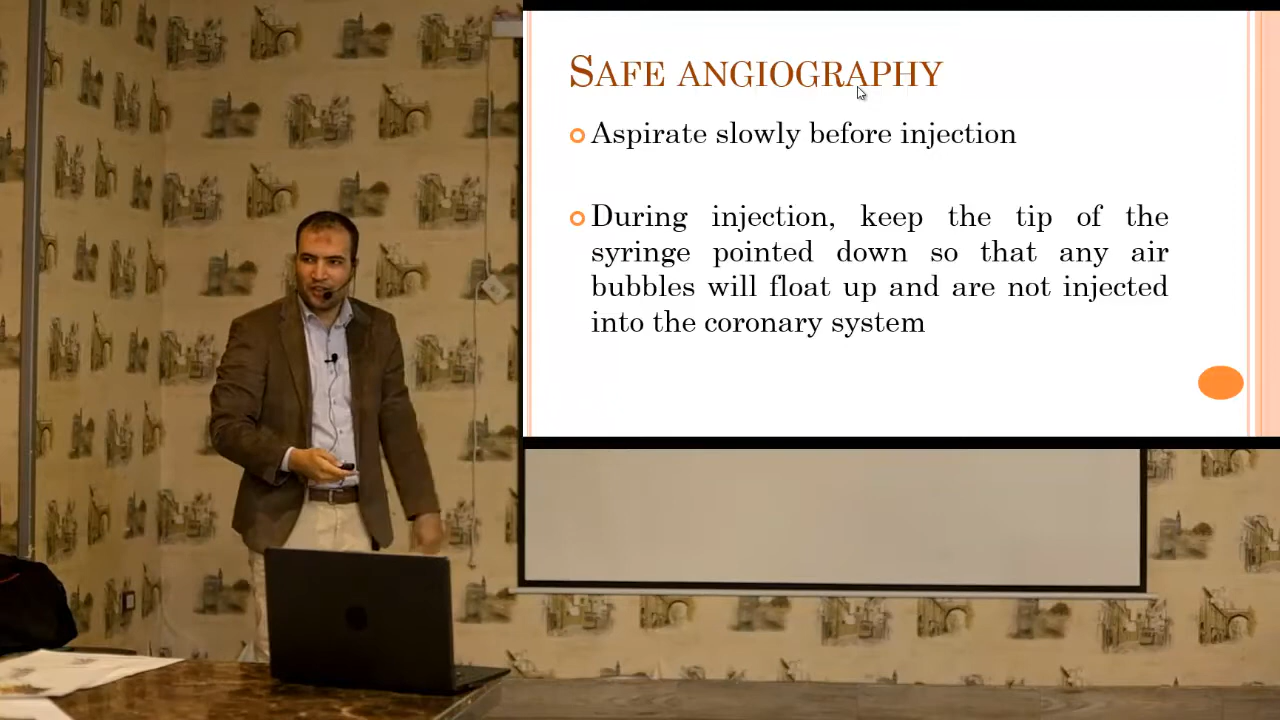 SAFE ANGIOGRAPHY
Aspirate slowly before injection
During injection, keep the tip of the
syringe pointed down so that any air
bubbles will float up and are not injected
into the coronary system